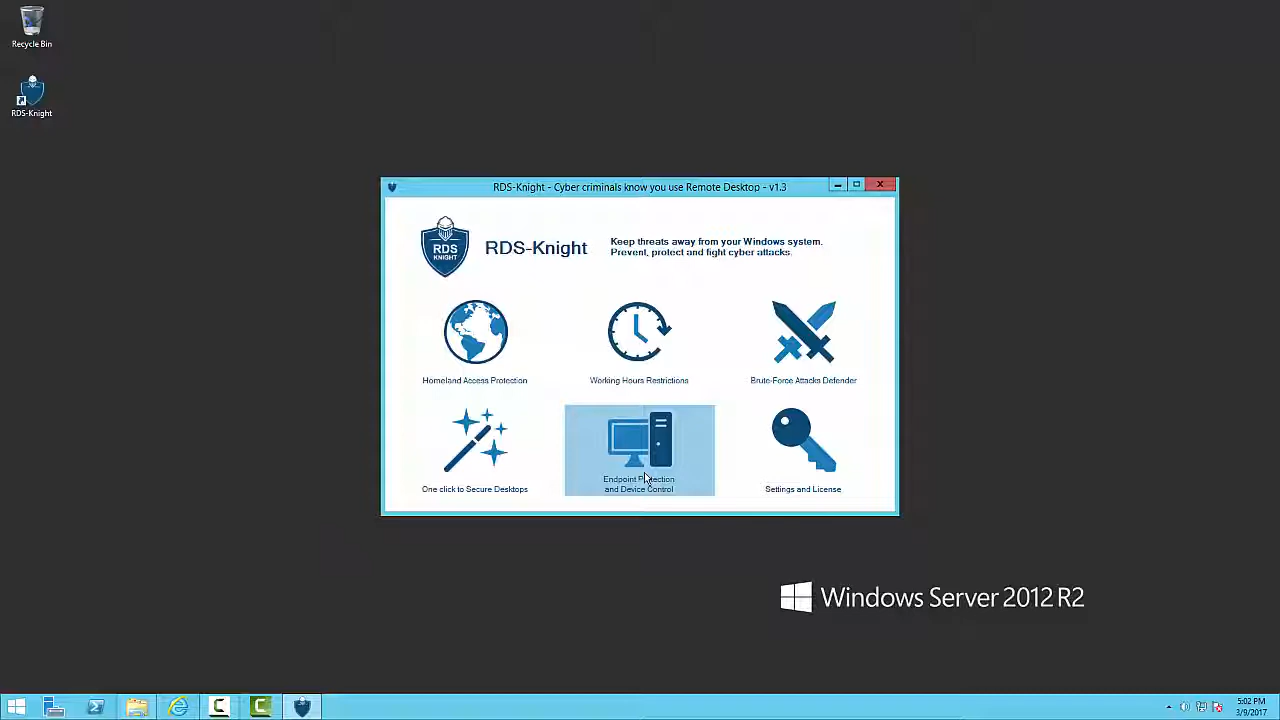 Recycle Bin
RDS-Knight
RDS-Knight - Cyber criminals know you use Remote Desktop - v1.3
RDS
KNIGHT
RDS-Knight
Keep threats away from your Windows system.
Prevent, protect and fight cyber attacks.
Homeland Access Protection
Working Hours Restrictions
Brute-Force Attacks Defender
One click to Secure Desktops
Endpoint Protection
and Device Control
Settings and License
Windows Server 2012 R2
5:02 PM
3/9/2017